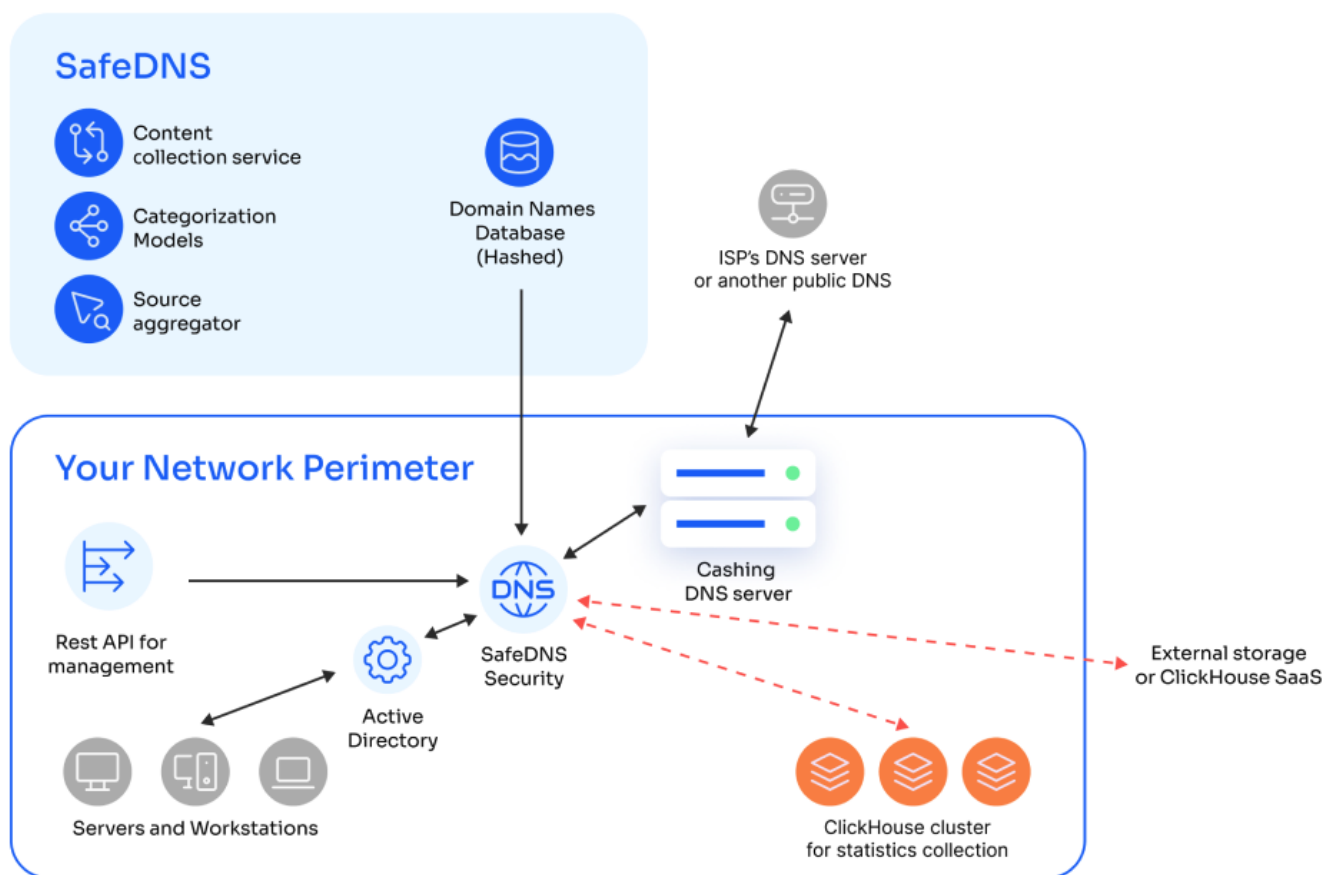 SafeDNS
Content
collection service
Categorization
Models
Source
aggregator
Domain Names
Database
(Hashed)
ISP's DNS server
or another public DNS
Your Network Perimeter
Rest API for
management
DNS
SafeDNS
Security
Cashing
DNS server
Active
Directory
External storage
or ClickHouse SaaS
Servers and Workstations
ClickHouse cluster
for statistics collection